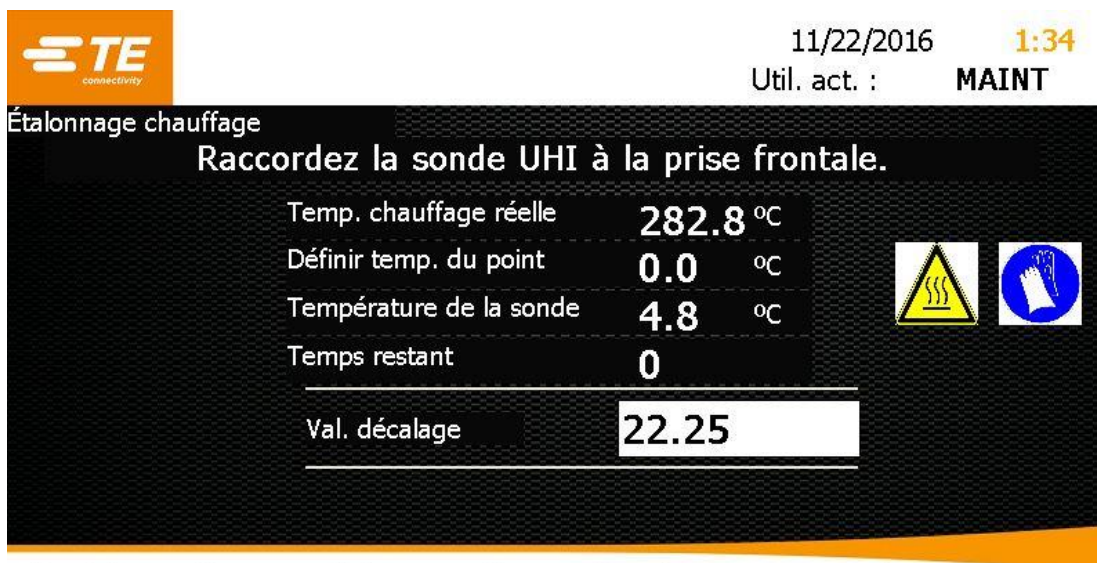 TE
connectivity
11/22/2016 1:34
Util. act. : MAINT
Étalonnage chauffage
Raccordez la sonde UHI à la prise frontale.
Temp. chauffage réelle 282.8 ºC
Définir temp. du point 0.0 ºC
Température de la sonde 4.8 ºC
Temps restant 0
Val. décalage 22.25